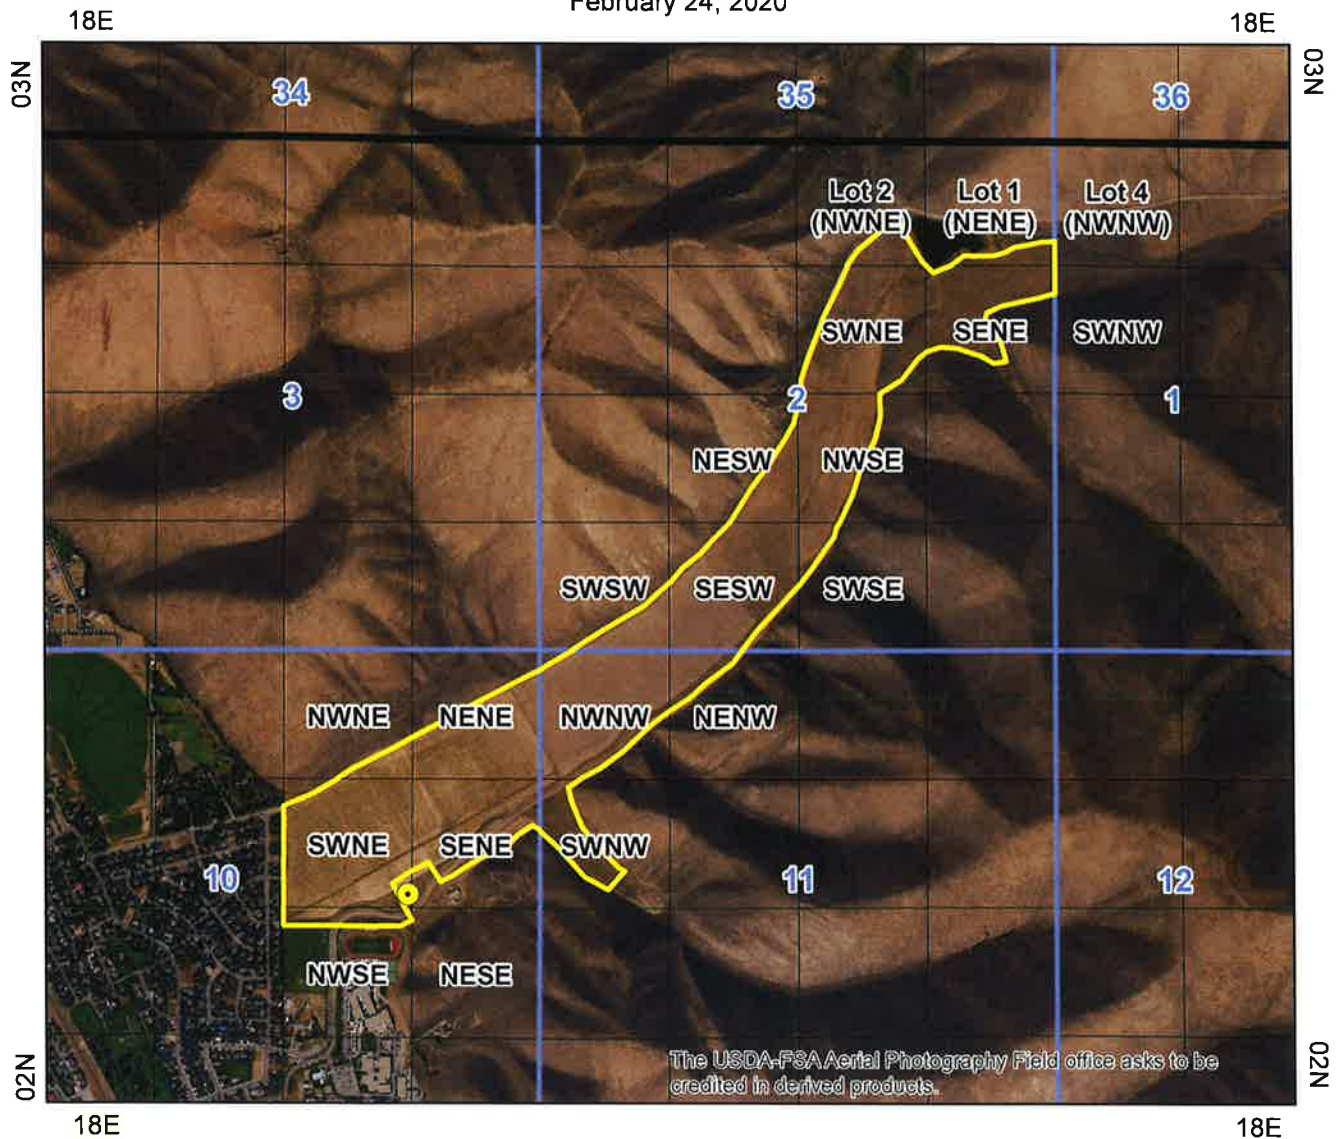 February 24, 2020
18E 18E
03N 03N
34 35 36
Lot 2 Lot 1 Lot 4
(NWNE) (NENE) (NWNW)
SWNE SENE SWNW
3 2 1
NESW NWSE
SWSW SESW SWSE
NWNE NENE NWNW NENW
SWNE SENE SWNW
10 11 12
NWSE NESE
The USDA-FSA Aerial Photography Field office asks to be
credited in derived products.
02N 02N
18E 18E